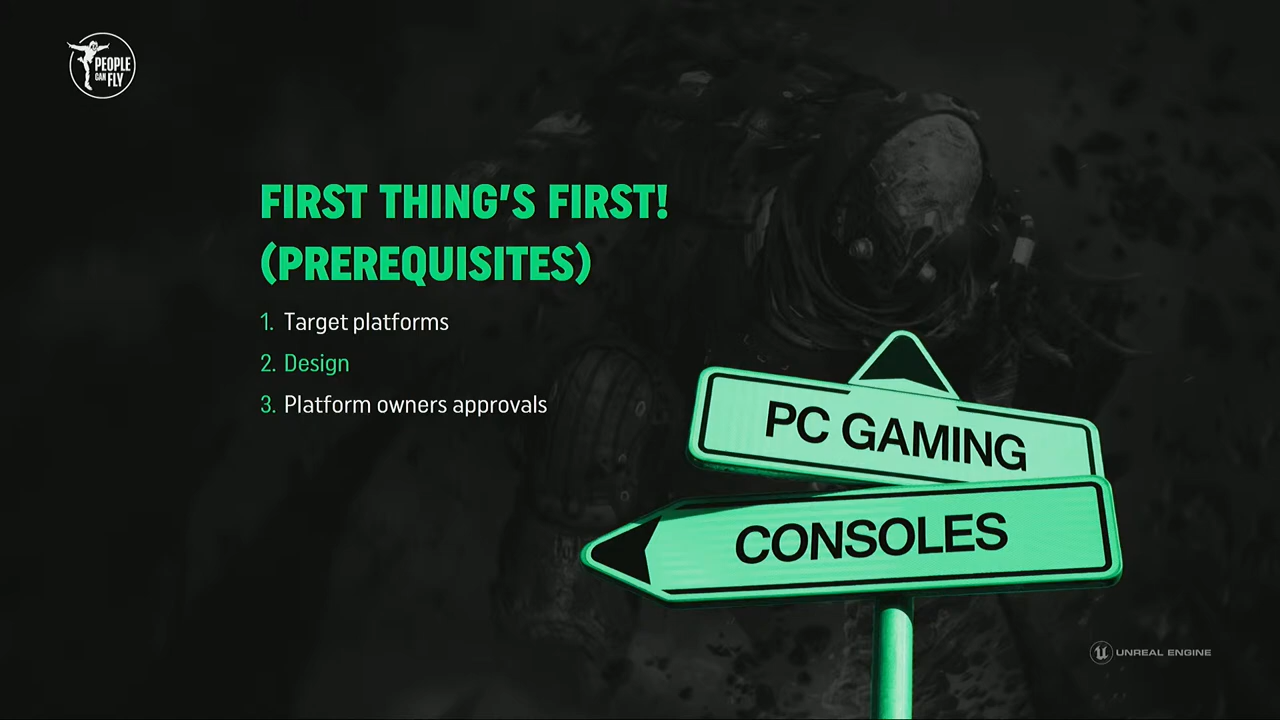 PEOPLE
CAN FLY
FIRST THING'S FIRST!
(PREREQUISITES)
1. Target platforms
2. Design
3. Platform owners approvals
PC GAMING
CONSOLES
UNREAL ENGINE